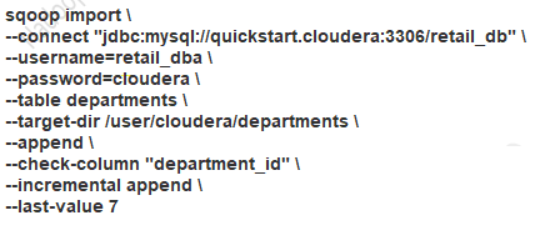 sqoop import \
--connect "jdbc:mysql://quickstart.cloudera:3306/retail_db" \
--username=retail_dba \
--password=cloudera \
--table departments \
--target-dir /user/cloudera/departments \
--append \
--check-column "department_id" \
--incremental append \
--last-value 7